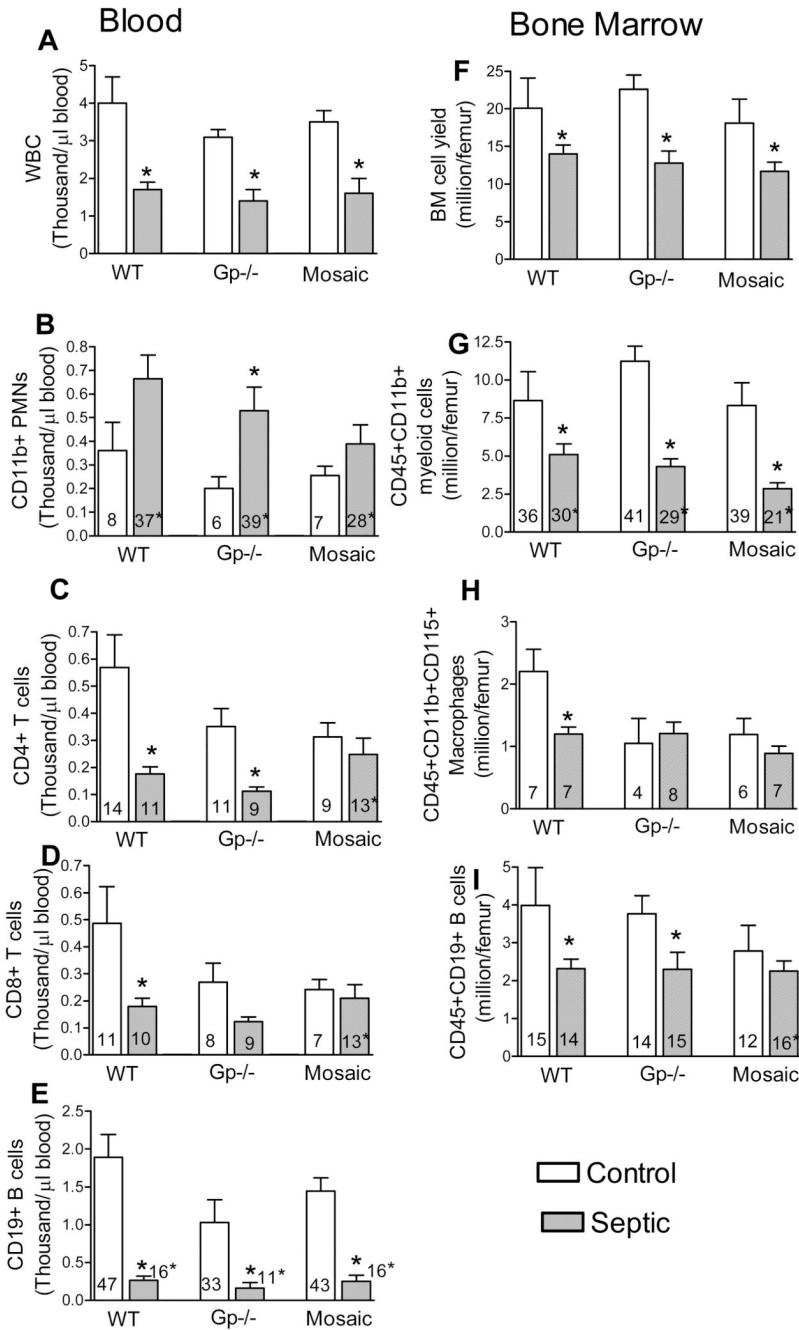 Blood
Bone Marrow
A
WBC
(Thousand/μl blood)
5
4
3
2
1
0
*
*
*
WT
Gp-/-
Mosaic
F
BM cell yield
(million/femur)
25
20
15
10
5
0
*
*
*
WT
Gp-/-
Mosaic
B
CD11b+ PMNs
(Thousand/μl blood)
0.8
0.7
0.6
0.5
0.4
0.3
0.2
0.1
0.0
*
8
37*
6
39*
7
28*
WT
Gp-/-
Mosaic
G
CD45+CD11b+
myeloid cells
(million/femur)
12.5
10.0
7.5
5.0
2.5
0.0
*
*
*
36
30*
41
29*
39
21*
WT
Gp-/-
Mosaic
C
CD4+ T cells
(Thousand/μl blood)
0.7
0.6
0.5
0.4
0.3
0.2
0.1
0.0
*
*
14
11
11
9
9
13*
WT
Gp-/-
Mosaic
H
CD45+CD11b+CD115+
Macrophages
(million/femur)
3
2
1
0
*
7
7
4
8
6
7
WT
Gp-/-
Mosaic
D
CD8+ T cells
(Thousand/μl blood)
0.7
0.6
0.5
0.4
0.3
0.2
0.1
0.0
*
11
10
8
9
7
13*
WT
Gp-/-
Mosaic
I
CD45+CD19+ B cells
(million/femur)
5
4
3
2
1
0
*
*
15
14
14
15
12
16*
WT
Gp-/-
Mosaic
E
CD19+ B cells
(Thousand/μl blood)
2.5
2.0
1.5
1.0
0.5
0.0
*
*
*
47
16*
33
11*
43
16*
WT
Gp-/-
Mosaic
Control
Septic